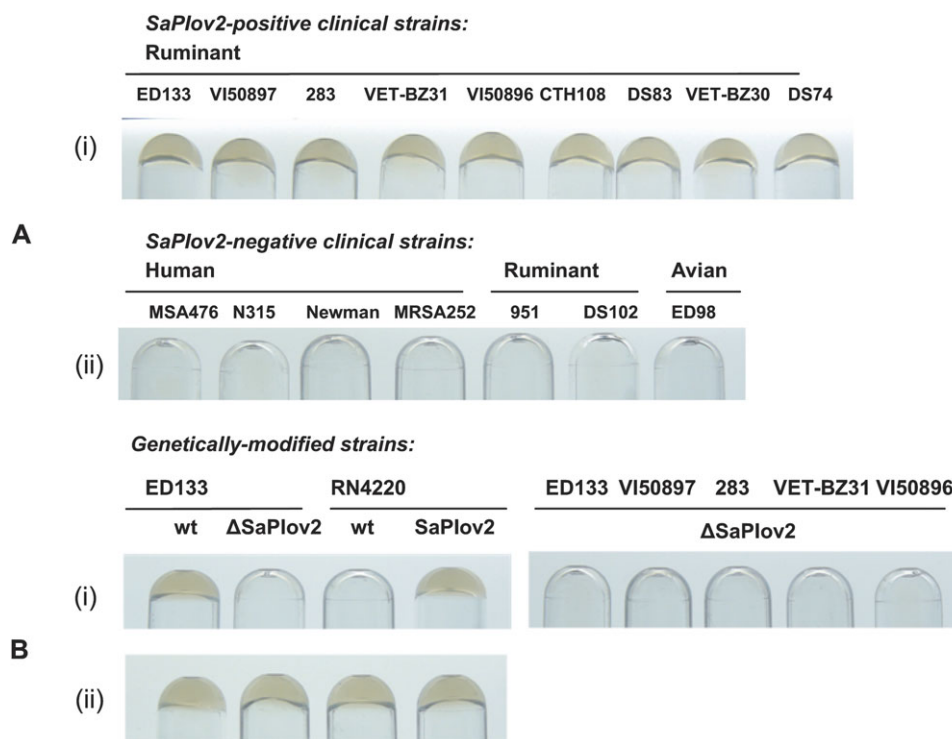 SaPIov2-positive clinical strains:
Ruminant
ED133 VI50897 283 VET-BZ31 VI50896 CTH108 DS83 VET-BZ30 DS74
(i)
A
SaPIov2-negative clinical strains:
Human Ruminant Avian
MSA476 N315 Newman MRSA252 951 DS102 ED98
(ii)
Genetically-modified strains:
ED133 RN4220 ED133 VI50897 283 VET-BZ31 VI50896
wt ΔSaPIov2 wt SaPIov2 ΔSaPIov2
(i)
B
(ii)